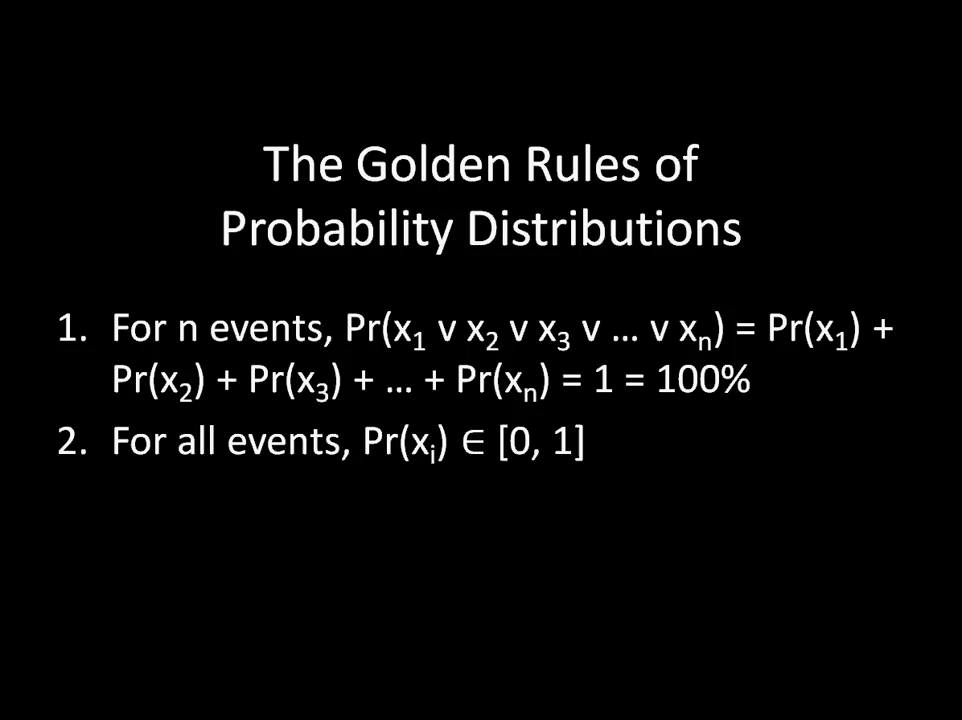 The Golden Rules of
Probability Distributions
1. For n events, Pr(x₁ v x₂ v x₃ v … v xₙ) = Pr(x₁) +
Pr(x₂) + Pr(x₃) + … + Pr(xₙ) = 1 = 100%
2. For all events, Pr(xᵢ) ∈ [0, 1]